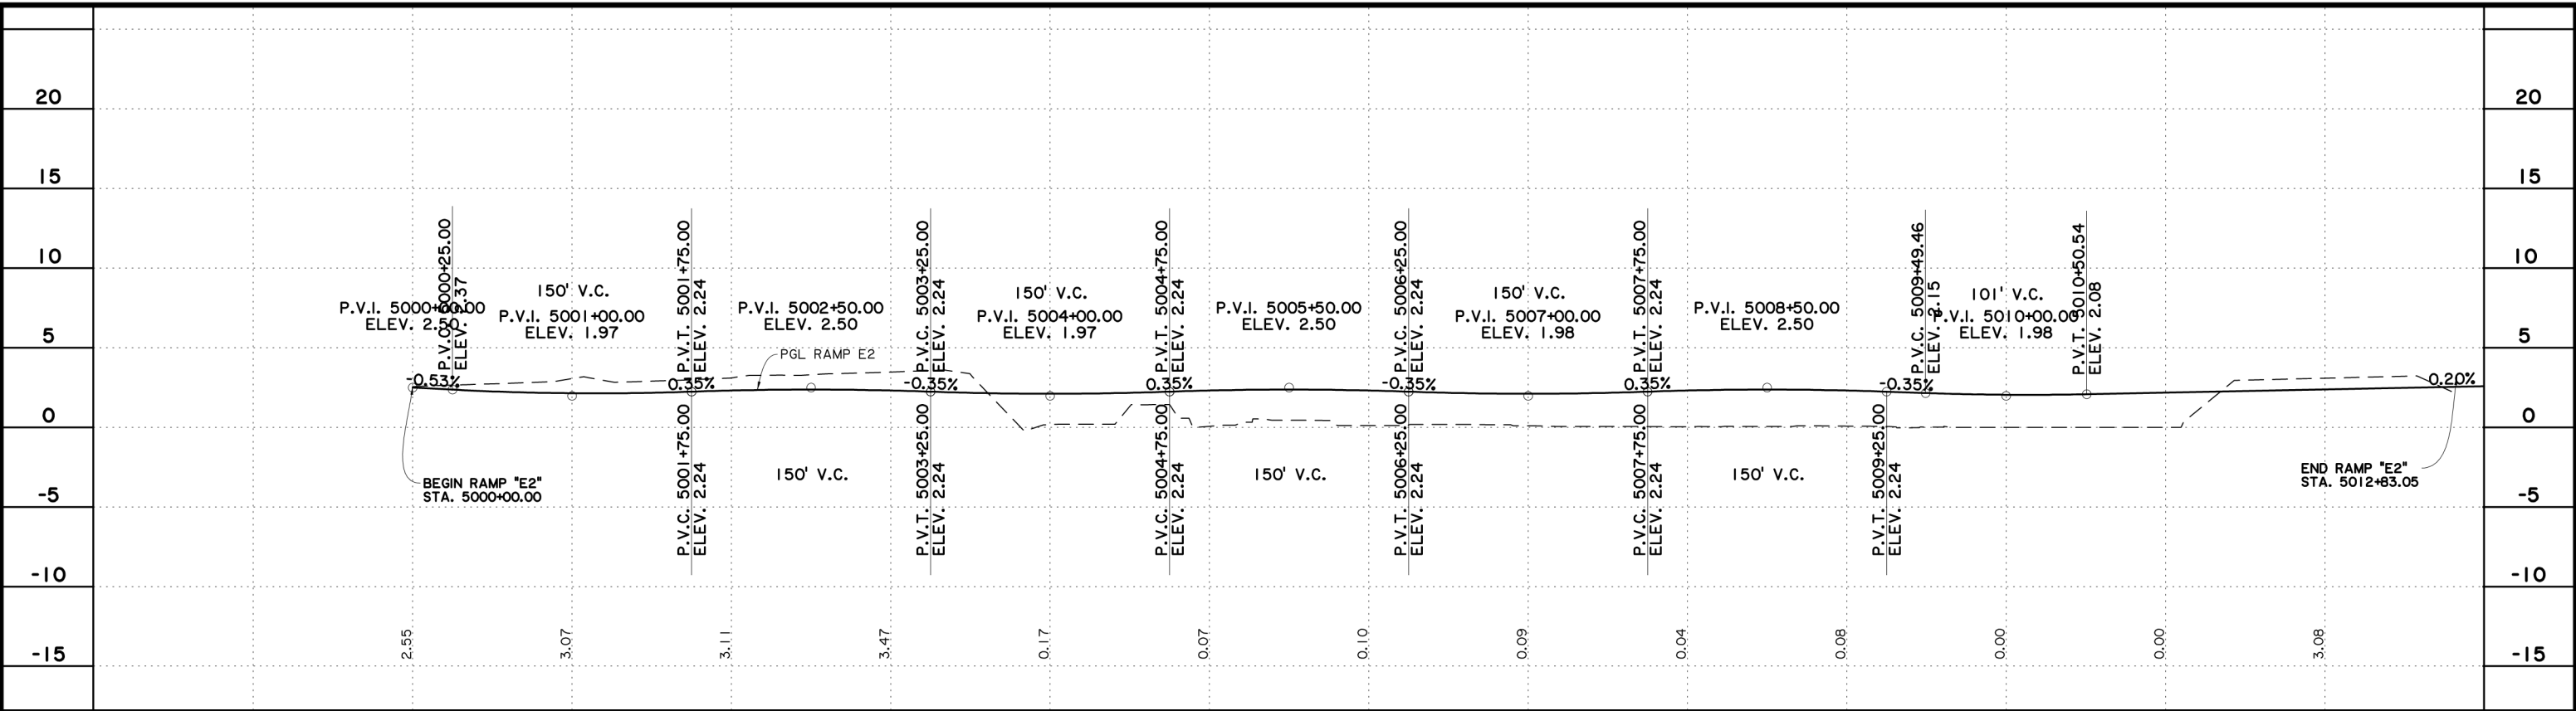 20
15
10
5
0
-5
-10
-15
20
15
10
5
0
-5
-10
-15
P.V.I. 5000+00.00
ELEV. 2.50
P.V.C. 5000+25.00
ELEV. 2.37
150' V.C.
P.V.I. 5001+00.00
ELEV. 1.97
P.V.T. 5001+75.00
ELEV. 2.24
P.V.I. 5002+50.00
ELEV. 2.50
P.V.C. 5003+25.00
ELEV. 2.24
150' V.C.
P.V.I. 5004+00.00
ELEV. 1.97
P.V.T. 5004+75.00
ELEV. 2.24
P.V.I. 5005+50.00
ELEV. 2.50
P.V.C. 5006+25.00
ELEV. 2.24
150' V.C.
P.V.I. 5007+00.00
ELEV. 1.98
P.V.T. 5007+75.00
ELEV. 2.24
P.V.I. 5008+50.00
ELEV. 2.50
P.V.C. 5009+49.46
ELEV. 2.15
101' V.C.
P.V.I. 5010+00.00
ELEV. 1.98
P.V.T. 5010+50.54
ELEV. 2.08
PGL RAMP E2
-0.53%
0.35%
-0.35%
0.35%
-0.35%
0.35%
-0.35%
0.20%
BEGIN RAMP "E2"
STA. 5000+00.00
P.V.C. 5001+75.00
ELEV. 2.24
150' V.C.
P.V.T. 5003+25.00
ELEV. 2.24
P.V.C. 5004+75.00
ELEV. 2.24
150' V.C.
P.V.T. 5006+25.00
ELEV. 2.24
P.V.C. 5007+75.00
ELEV. 2.24
150' V.C.
P.V.T. 5009+25.00
ELEV. 2.24
END RAMP "E2"
STA. 5012+83.05
2.55
3.07
3.11
3.47
0.17
0.07
0.10
0.09
0.04
0.08
0.00
0.00
3.08